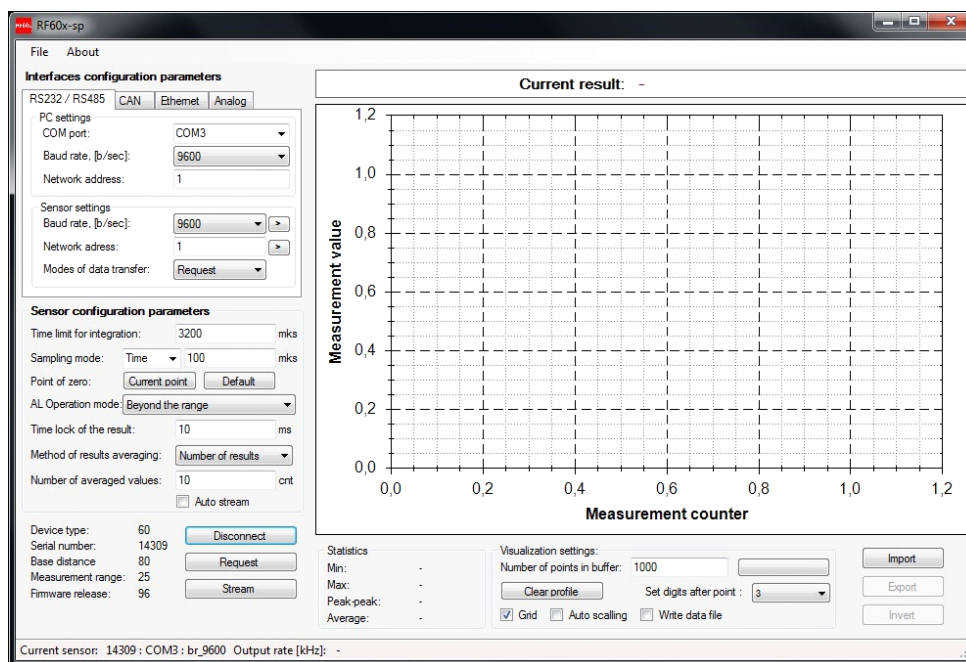 RF60x-sp
File About
Interfaces configuration parameters
RS232 / RS485 CAN Ethernet Analog
PC settings
COM port: COM3
Baud rate, [b/sec]: 9600
Network address: 1
Sensor settings
Baud rate, [b/sec]: 9600 >
Network adress: 1 >
Modes of data transfer: Request
Sensor configuration parameters
Time limit for integration: 3200 mks
Sampling mode: Time 100 mks
Point of zero: Current point Default
AL Operation mode: Beyond the range
Time lock of the result: 10 ms
Method of results averaging: Number of results
Number of averaged values: 10 cnt
Auto stream
Device type: 60
Serial number: 14309
Base distance 80
Measurement range: 25
Firmware release: 96
Disconnect
Request
Stream
Current result: -
Measurement value
1,2
1,0
0,8
0,6
0,4
0,2
0,0
0,0 0,2 0,4 0,6 0,8 1,0 1,2
Measurement counter
Statistics
Min: -
Max: -
Peak-peak: -
Average: -
Visualization settings:
Number of points in buffer: 1000
Clear profile Set digits after point : 3
Grid Auto scalling Write data file
Import
Export
Invert
Current sensor: 14309 : COM3 : br_9600 Output rate [kHz]: -